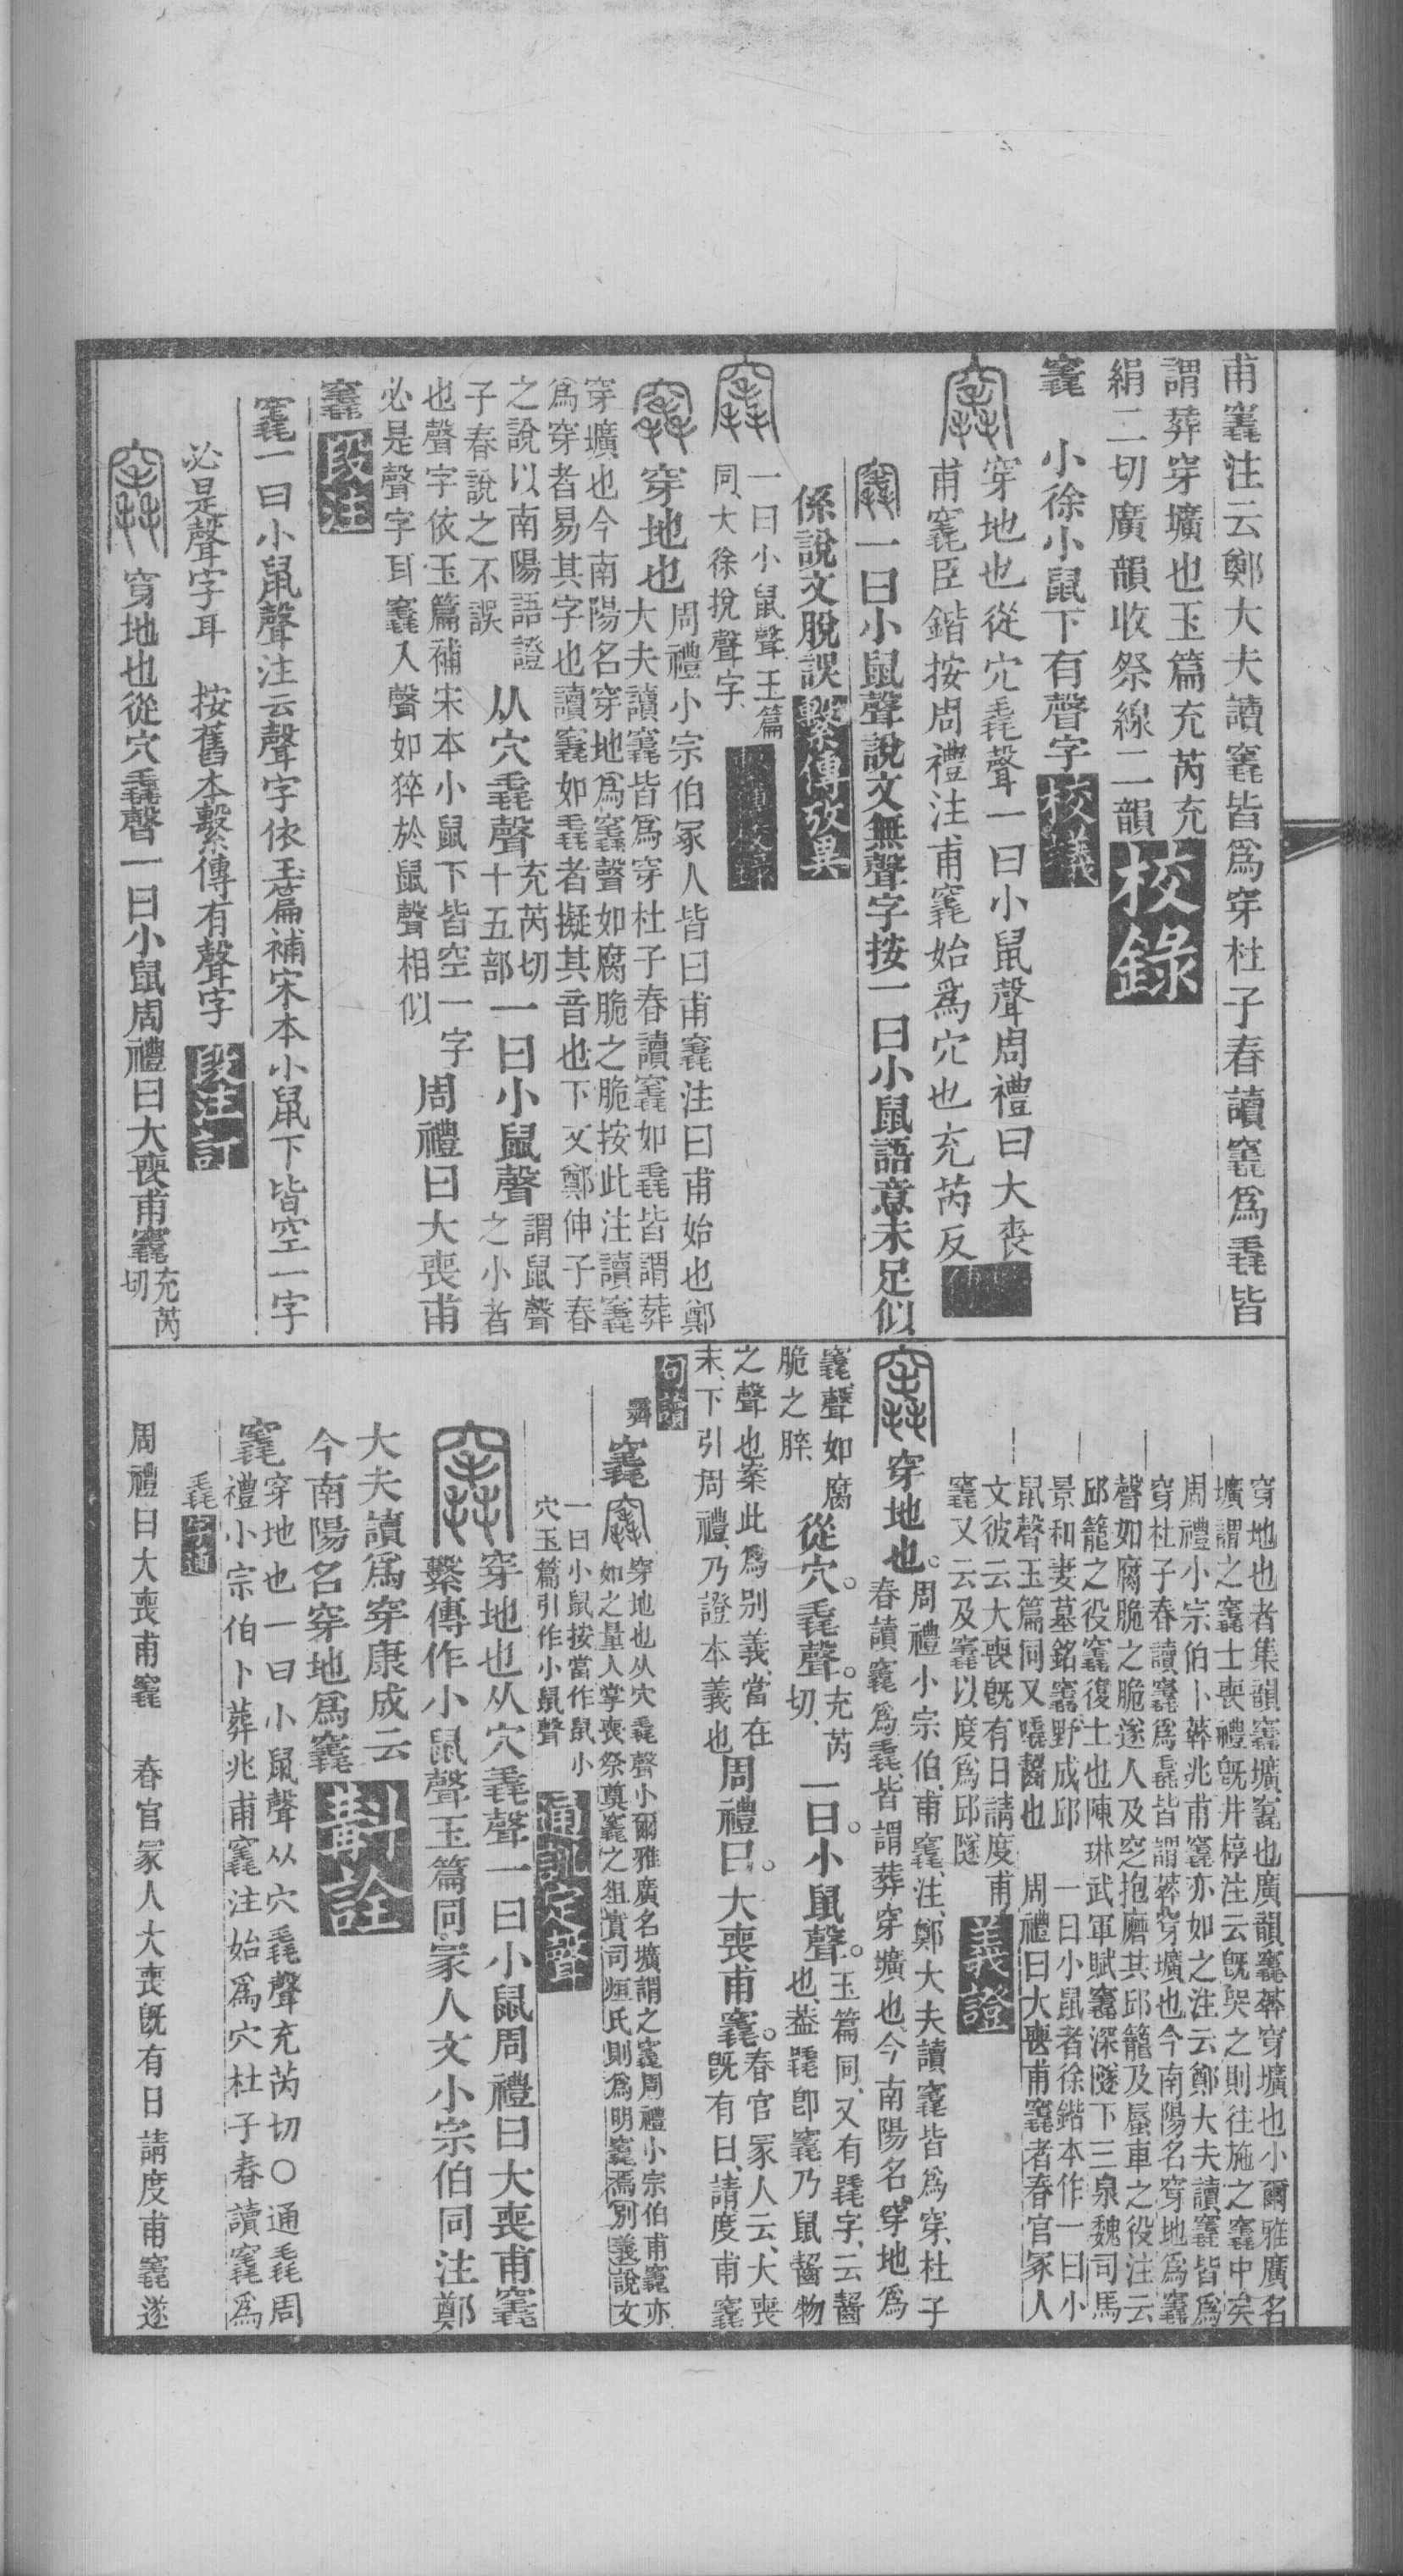 甫竁注云鄭大夫讀竁皆爲穿杜子春讀竁爲毳皆
謂葬穿壙也玉篇充芮充
絹二切廣韻收祭線二韻校錄
竁 小徐小鼠下有聲字校議
穿地也從穴毳聲一曰小鼠聲周禮曰大喪
甫竁臣鍇按周禮注甫竁始爲穴也充芮反
竁一曰小鼠聲說文無聲字按一曰小鼠語意未足似
係說文脫誤繫傳攷異
一曰小鼠聲玉篇
同大徐挩聲字
竁 穿地也周禮小宗伯冢人皆曰甫竁注曰甫始也鄭
大夫讀竁皆爲穿杜子春讀竁如毳皆謂葬
穿壙也今南陽名穿地爲竁聲如腐脆之脆按此注讀竁
爲穿者易其字也讀竁如毳者擬其音也下文鄭伸子春
之說以南陽語證
子春說之不誤从穴毳聲充芮切
十五部一曰小鼠聲謂鼠聲
之小者
也聲字依玉篇補宋本小鼠下皆空一字
必是聲字耳竁入聲如猝於鼠聲相似周禮曰大喪甫
竁段注
竁一曰小鼠聲注云聲字依玉篇補宋本小鼠下皆空一字
必是聲字耳 按舊本繫傳有聲字段注訂
竁 穿地也從穴毳聲一曰小鼠周禮曰大喪甫竁充芮
切
穿地也者集韻竁壙竁也廣韻竁葬穿壙也小爾雅廣名
壙謂之竁士喪禮旣井椁注云旣哭之則往施之竁中矣
周禮小宗伯卜葬兆甫竁亦如之注云鄭大夫讀竁皆爲
穿杜子春讀竁爲毳皆謂葬穿壙也今南陽名穿地爲竁
聲如腐脆之脆遂人及窆抱磨其邱籠及蜃車之役注云
邱籠之役竁復土也陳琳武軍賦竁深隧下三泉魏司馬
景和妻墓銘竁野成邱 一曰小鼠者徐鍇本作一曰小
鼠聲玉篇同又嘵齧也 周禮曰大喪甫竁者春官冢人
文彼云大喪旣有日請度甫
竁又云及竁以度爲邱隧義證
竁 穿地也。周禮小宗伯甫竁、注、鄭大夫讀竁皆爲穿、杜子
春讀竁爲毳、皆謂葬穿壙也、今南陽名穿地爲
竁、聲如腐
脆之脺從穴。毳聲。充芮
切、一曰。小鼠聲。玉篇同、又有䟸字、云齧
也、蓋䟸卽竁、乃鼠齧物
之聲也案此爲別義、當在
末、下引周禮、乃證本義也周禮曰。大喪甫竁。春官冢人云、大喪
旣有日、請度甫竁
句讀
竁 竁穿地也从穴毳聲小爾雅廣名壙謂之竁周禮小宗伯甫竁亦
如之量人掌喪祭奠竁之俎實司烜氏則爲明竁焉別義說文
一曰小鼠按當作鼠小
穴玉篇引作小鼠聲通訓定聲
竁 穿地也从穴毳聲一曰小鼠周禮曰大喪甫竁
繫傳作小鼠聲玉篇同冢人文小宗伯同注鄭
大夫讀爲穿康成云
今南陽名穿地爲竁斠詮
竁穿地也一曰小鼠聲从穴毳聲充芮切〇通毳周
禮小宗伯卜葬兆甫竁注始爲穴杜子春讀竁爲
毳
周禮曰大喪甫竁 春官冢人大喪旣有日請度甫竁遂